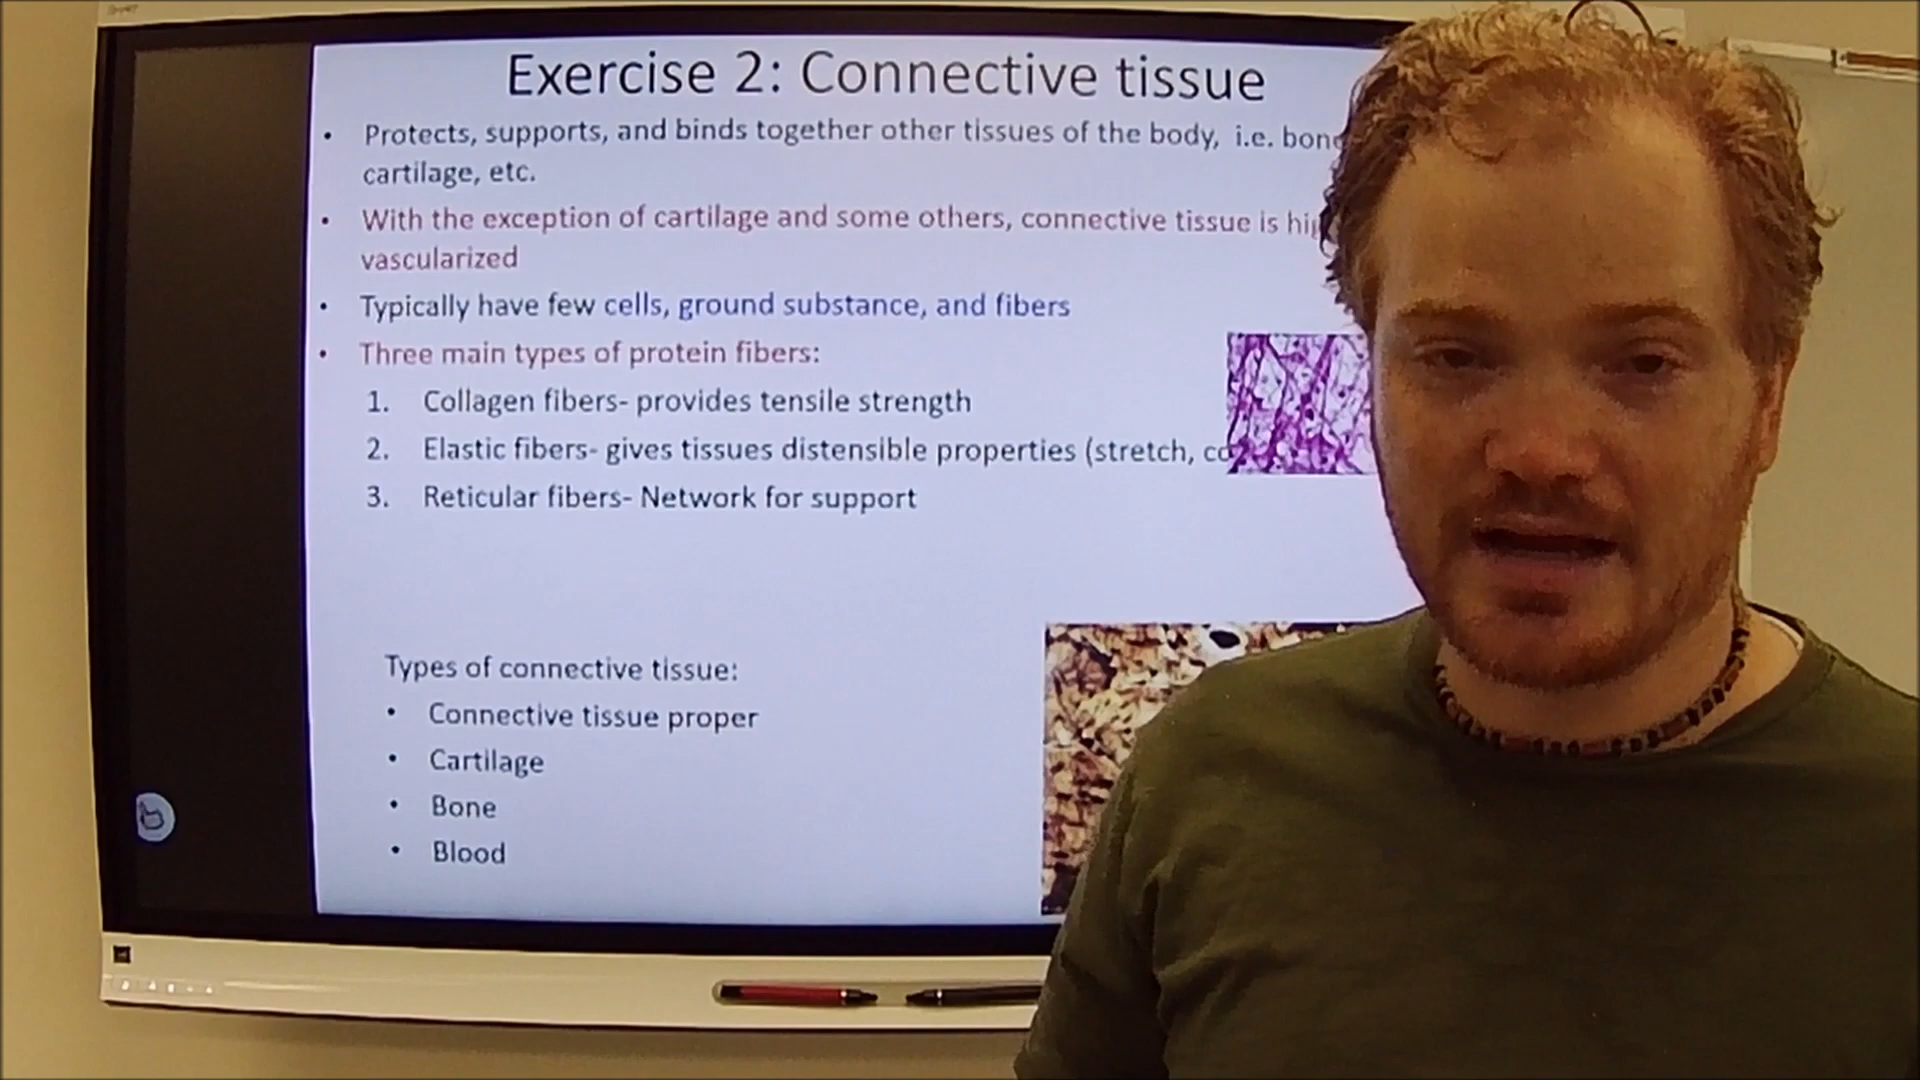 Exercise 2: Connective tissue
• Protects, supports, and binds together other tissues of the body, i.e.
cartilage, etc.
• With the exception of cartilage and some others, connective tissue is
vascularized
• Typically have few cells, ground substance, and fibers
• Three main types of protein fibers:
1. Collagen fibers- provides tensile strength
2. Elastic fibers- gives tissues distensible properties (stretch,
3. Reticular fibers- Network for support
Types of connective tissue:
• Connective tissue proper
• Cartilage
• Bone
• Blood